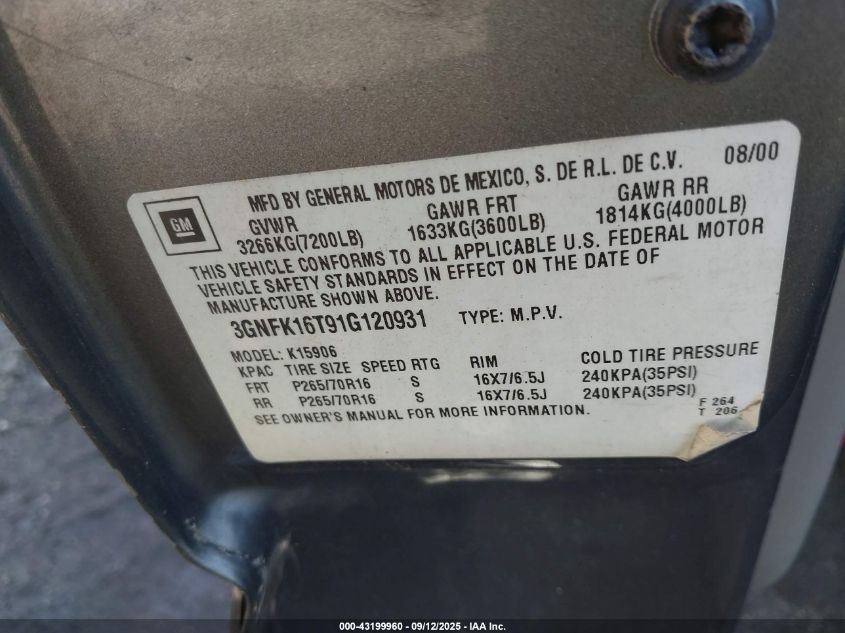 MFD BY GENERAL MOTORS DE MEXICO, S. DE R.L. DE C.V. 08/00
GM
GVWR GAWR FRT GAWR RR
3266KG(7200LB) 1633KG(3600LB) 1814KG(4000LB)
THIS VEHICLE CONFORMS TO ALL APPLICABLE U.S. FEDERAL MOTOR
VEHICLE SAFETY STANDARDS IN EFFECT ON THE DATE OF
MANUFACTURE SHOWN ABOVE.
3GNFK16T91G120931 TYPE: M.P.V.
MODEL: K15906
KPAC TIRE SIZE SPEED RTG RIM COLD TIRE PRESSURE
FRT P265/70R16 S 16X7/6.5J 240KPA(35PSI)
RR P265/70R16 S 16X7/6.5J 240KPA(35PSI)
SEE OWNER'S MANUAL FOR MORE INFORMATION.
F 264
T 206
000-43199960 - 09/12/2025 - IAA Inc.